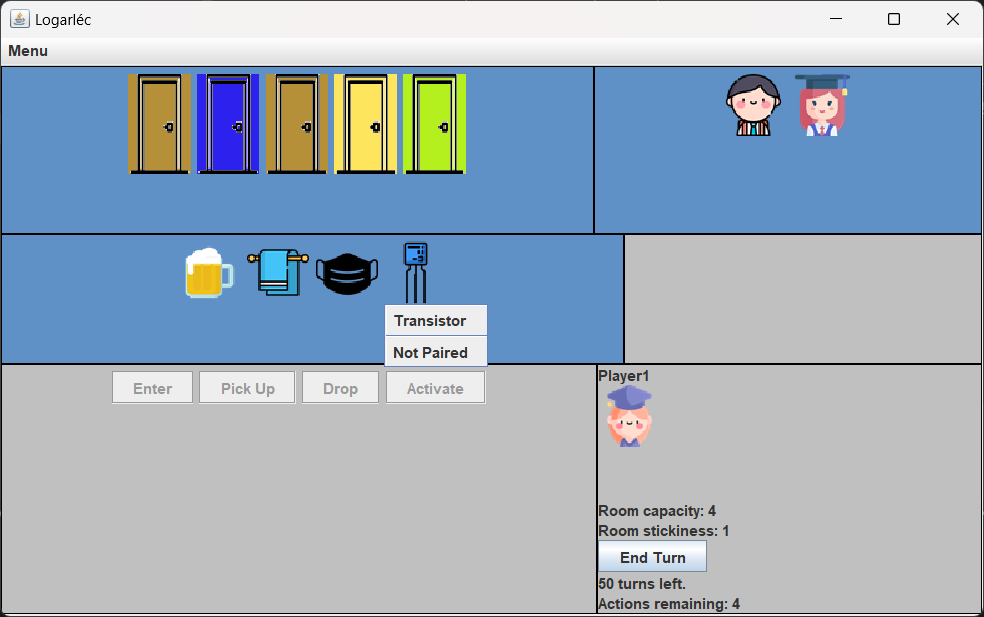 Logarléc
Menu
Transistor
Not Paired
Enter
Pick Up
Drop
Activate
Player1
Room capacity: 4
Room stickiness: 1
End Turn
50 turns left.
Actions remaining: 4